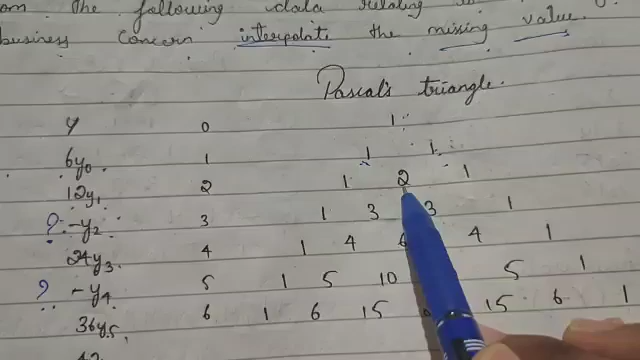 om The following data relating
business concern interpolate the missing value.
Pascal's triangle.
y 0 1
6y0 1 1 1
12y1 2 1 2 1
? -y2 3 1 3 3 1
24y3 4 1 4 4 1
? -y4 5 1 5 10 5 1
36y5 6 1 6 15 15 6 1
42